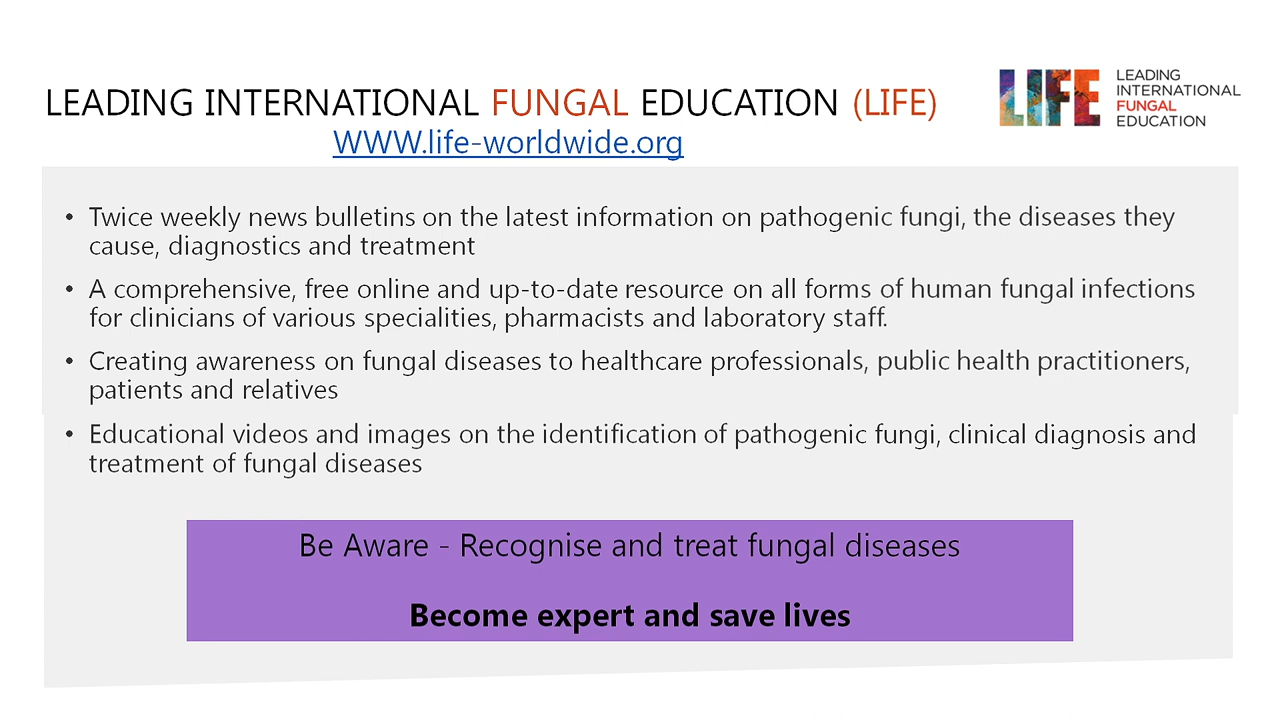 LEADING INTERNATIONAL FUNGAL EDUCATION (LIFE)
WWW.life-worldwide.org
LIFE
LEADING
INTERNATIONAL
FUNGAL
EDUCATION
• Twice weekly news bulletins on the latest information on pathogenic fungi, the diseases they
cause, diagnostics and treatment
• A comprehensive, free online and up-to-date resource on all forms of human fungal infections
for clinicians of various specialities, pharmacists and laboratory staff.
• Creating awareness on fungal diseases to healthcare professionals, public health practitioners,
patients and relatives
• Educational videos and images on the identification of pathogenic fungi, clinical diagnosis and
treatment of fungal diseases
Be Aware - Recognise and treat fungal diseases
Become expert and save lives